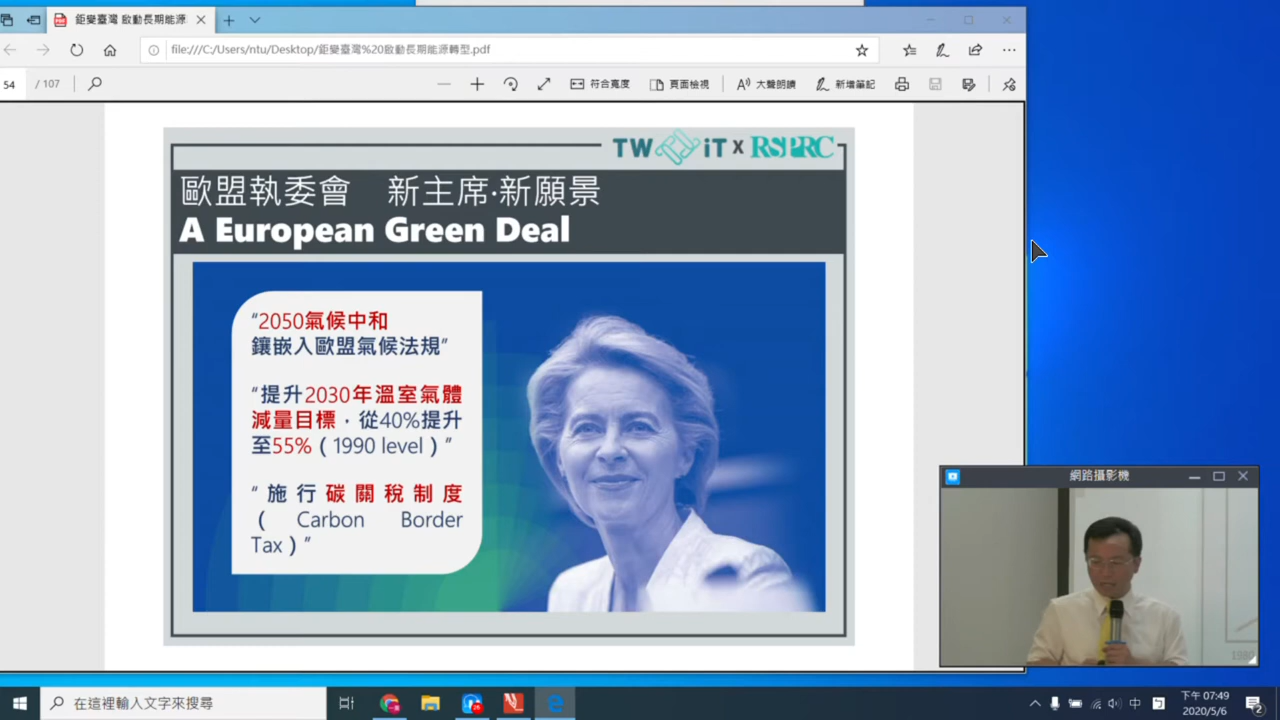 鉅變臺灣 啟動長期能源
file:///C:/Users/ntu/Desktop/鉅變臺灣%20啟動長期能源轉型.pdf
54 / 107
符合寬度
頁面檢視
大聲朗讀
新增筆記
TW iT x RSPRC
歐盟執委會 新主席·新願景
A European Green Deal
“2050氣候中和
鑲嵌入歐盟氣候法規”
“提升2030年溫室氣體
減量目標，從40%提升
至55%（1990 level）”
“施行碳關稅制度
（Carbon Border
Tax）”
網路攝影機
1980
在這裡輸入文字來搜尋
中
下午 07:49
2020/5/6
2